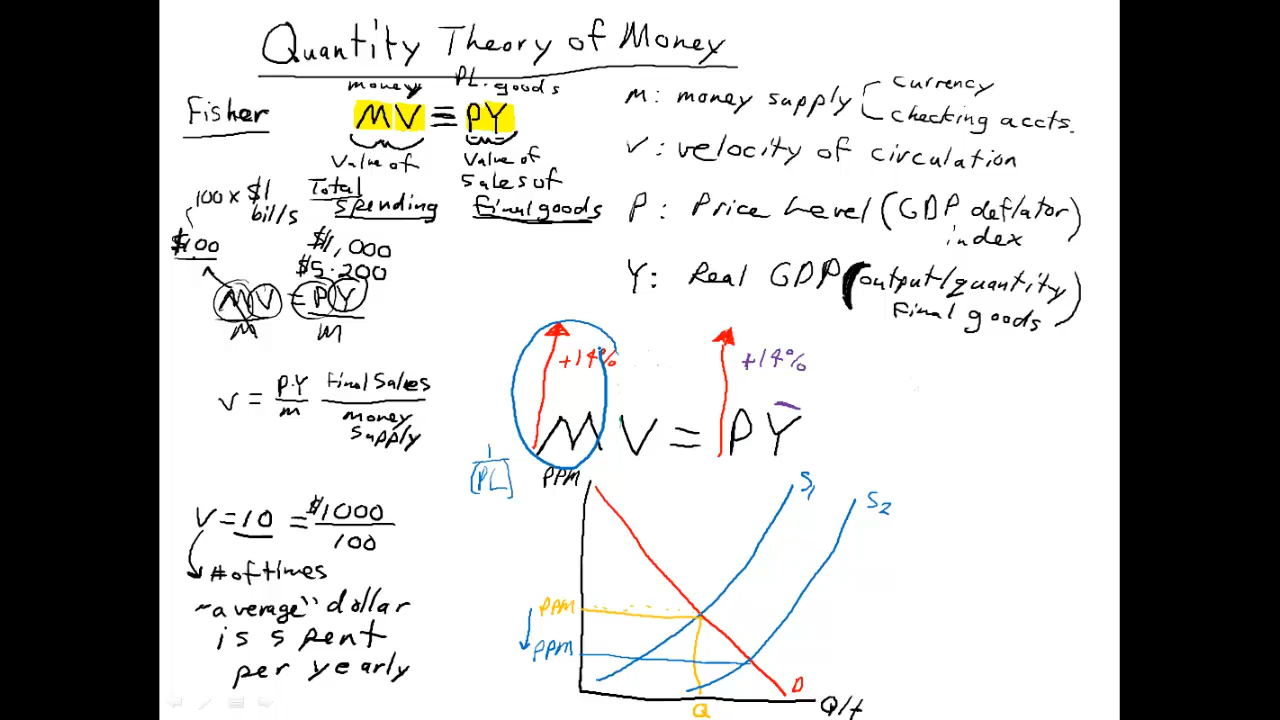 Quantity Theory of Money
money PL. goods
Fisher MV ≡ PY
Value of Total spending
Value of Sales of final goods
M: money supply
currency
checking accts.
V: velocity of circulation
P: Price Level (GDP deflator)
index
Y: Real GDP (output/quantity)
Final goods
100 x $1
bills
$100
$1,000
$5·200
MV = PY
M M
V = P·Y Final Sales
M money supply
V = 10 = $1000
100
# of times
"average" dollar
is spent
per yearly
+14% +14%
MV = PY
1
[PL]
PPM
S1
S2
PPM
PPM
D
Q
Q/t